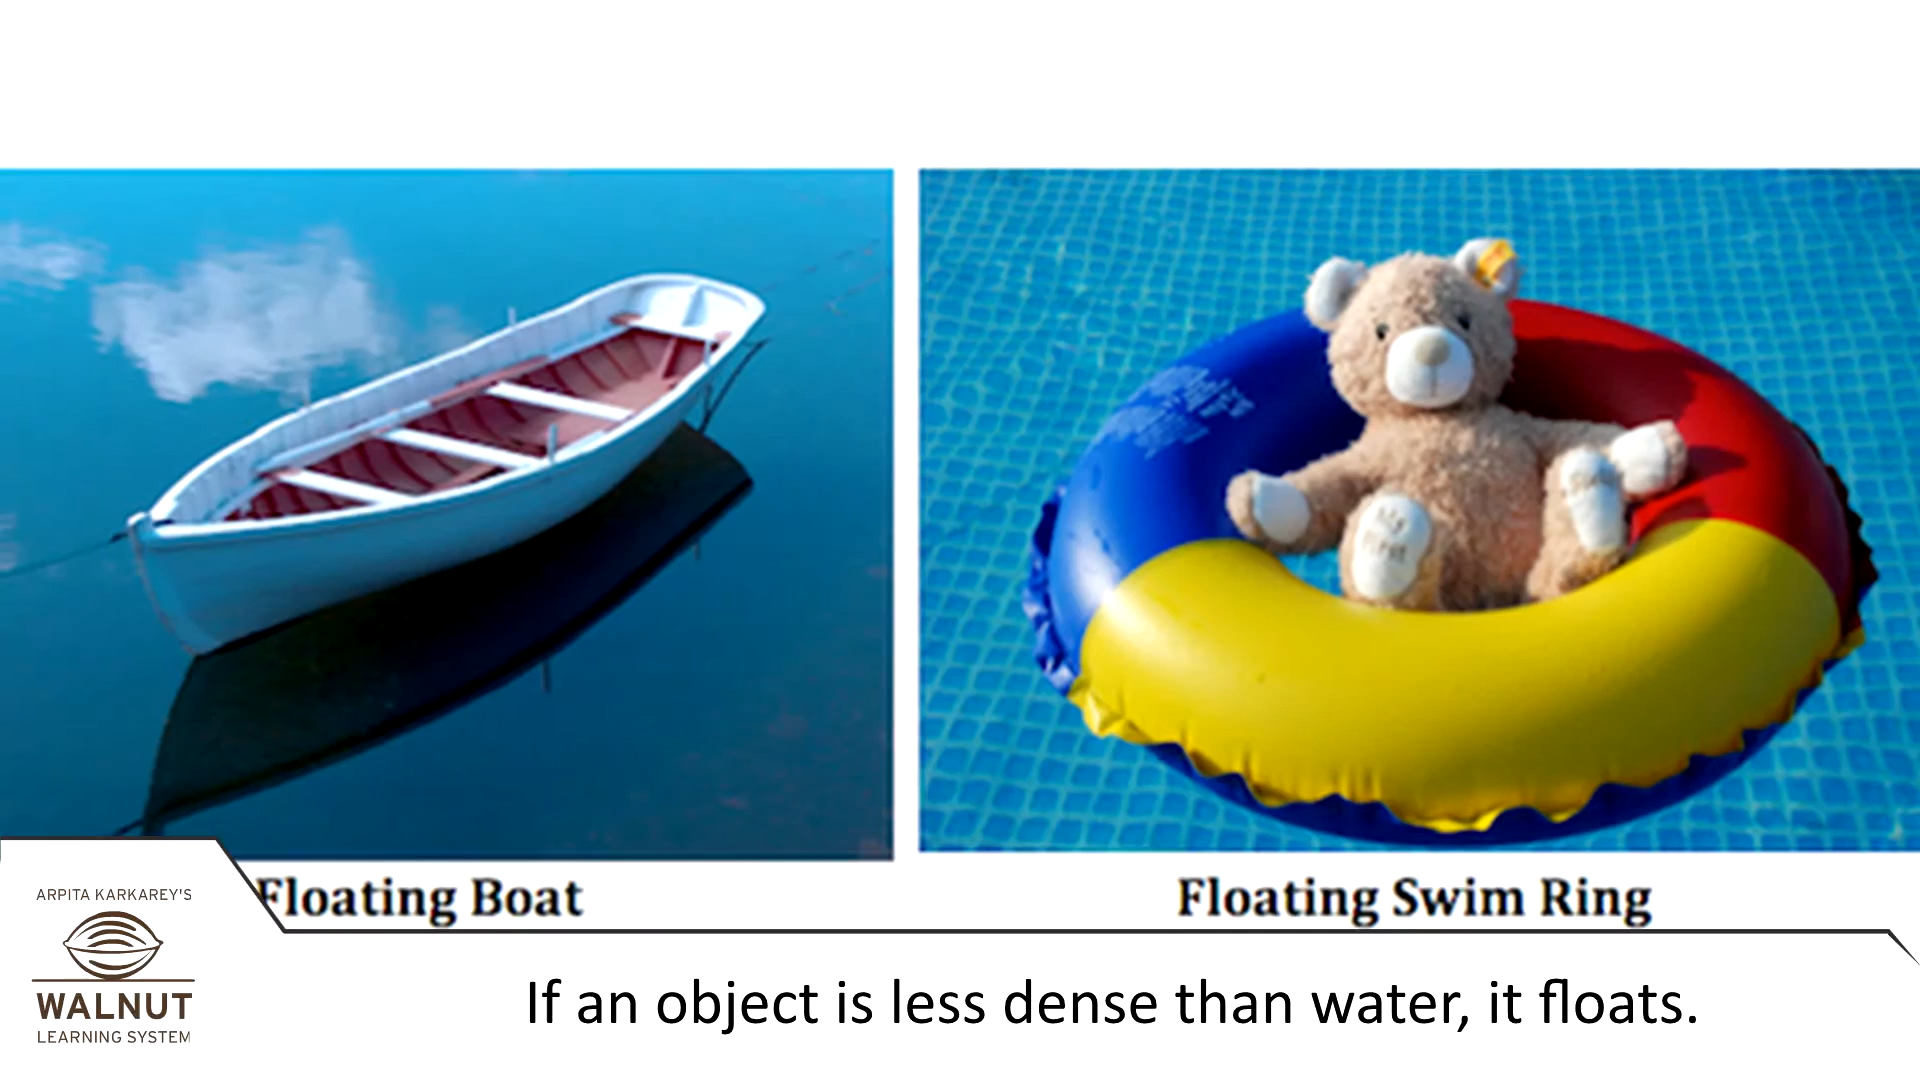 Floating Boat
Floating Swim Ring
ARPITA KARKAREY'S
WALNUT
LEARNING SYSTEM
If an object is less dense than water, it floats.